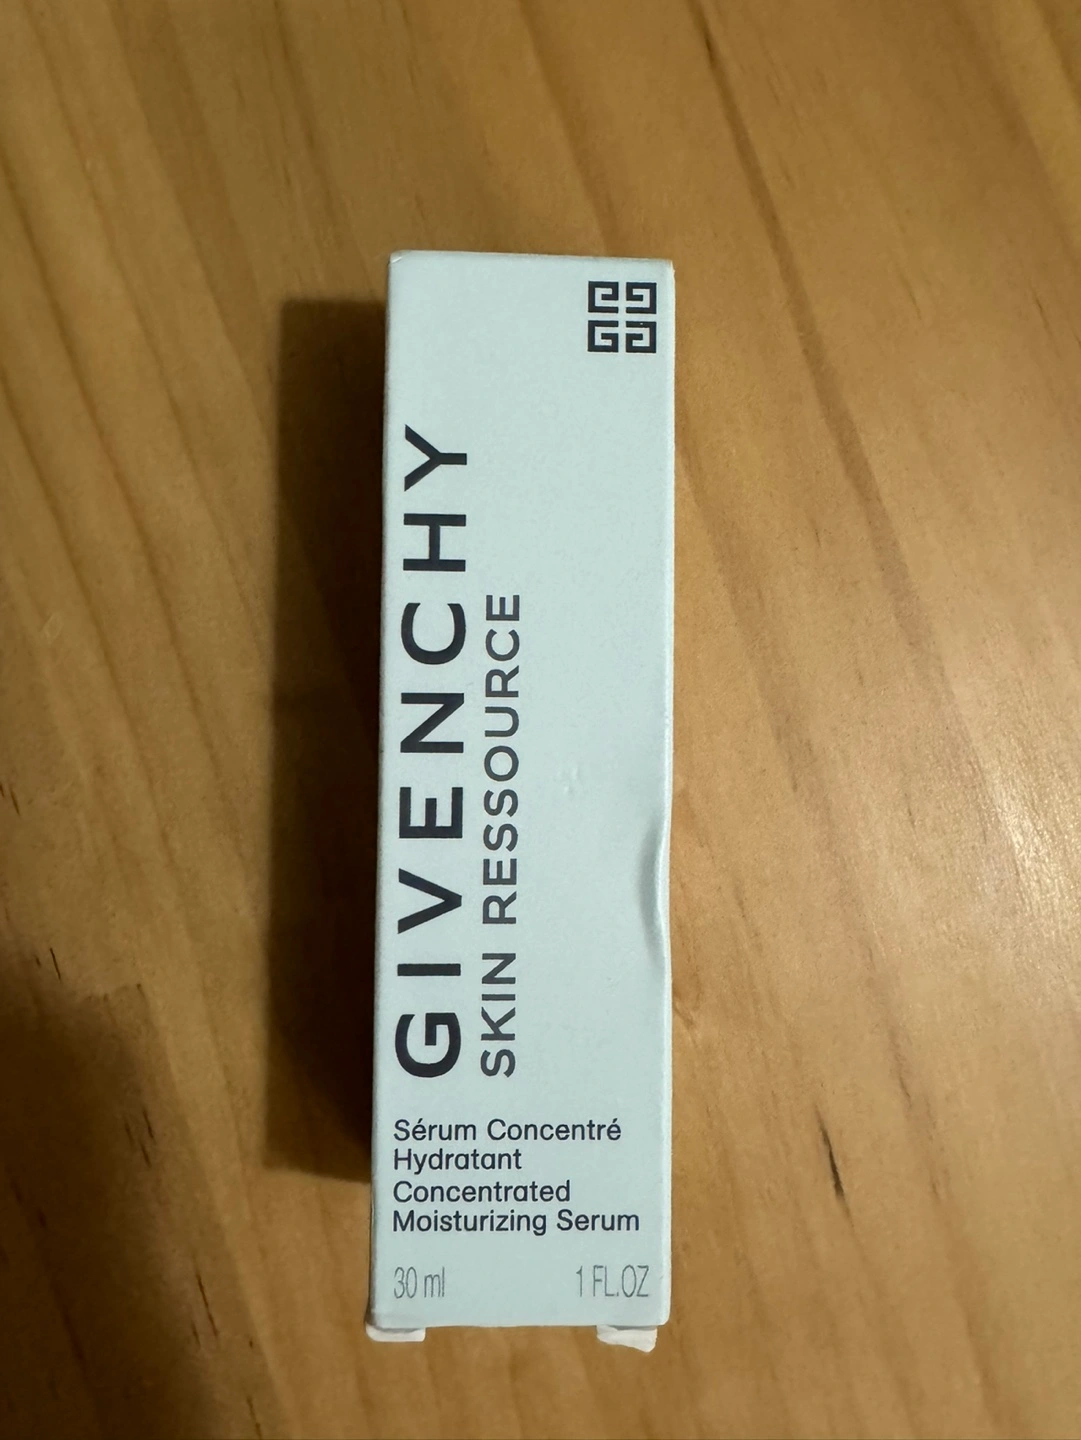 GIVENCHY
SKIN RESSOURCE
Sérum Concentré
Hydratant
Concentrated
Moisturizing Serum
30 ml 1 FL.OZ